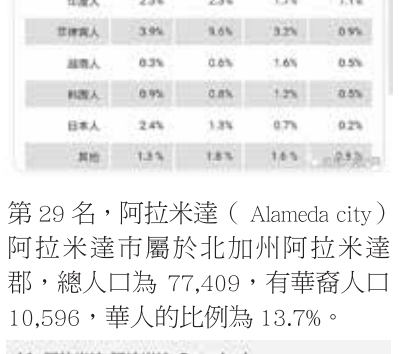 菲律賓人 3.9% 9.6% 3.2% 0.9%
越南人 0.3% 0.6% 1.6% 0.5%
韓國人 0.9% 0.8% 1.2% 0.5%
日本人 2.4% 1.3% 0.7% 0.2%
其他 1.3% 1.8% 1.6%
第 29 名，阿拉米達（ Alameda city）
阿拉米達市屬於北加州阿拉米達
郡，總人口為 77,409，有華裔人口
10,596，華人的比例為 13.7%。